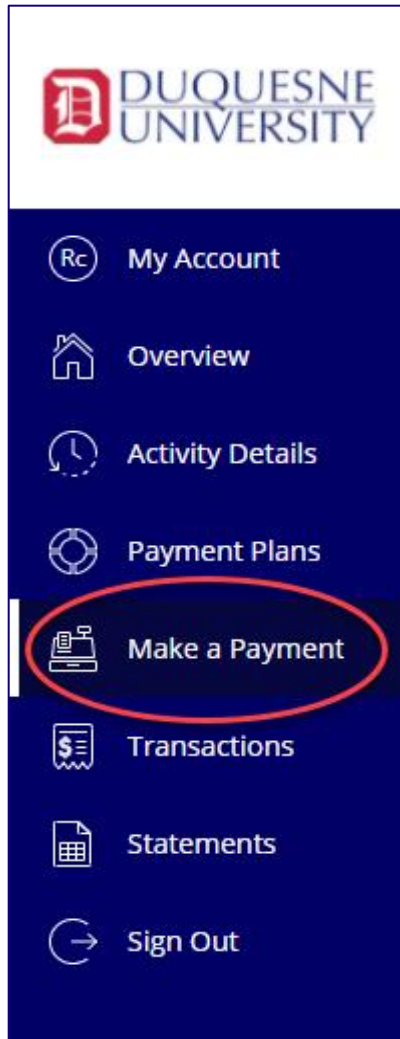 D
DUQUESNE
UNIVERSITY
Rc My Account
Overview
Activity Details
Payment Plans
Make a Payment
$ Transactions
Statements
Sign Out